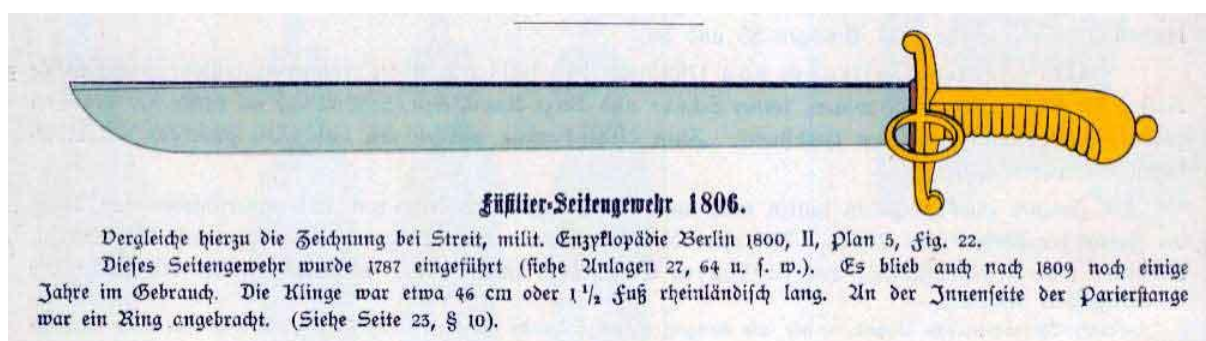 Füsilier-Seitengewehr 1806.
Vergleiche hierzu die Zeichnung bei Streit, milit. Enzyklopädie Berlin 1800, II, Plan 5, Fig. 22.
Dieses Seitengewehr wurde 1787 eingeführt (siehe Anlagen 27, 64 u. s. w.). Es blieb auch nach 1809 noch einige
Jahre im Gebrauch. Die Klinge war etwa 46 cm oder 1 1/2 Fuß rheinländisch lang. An der Innenseite der Parierstange
war ein Ring angebracht. (Siehe Seite 23, § 10).